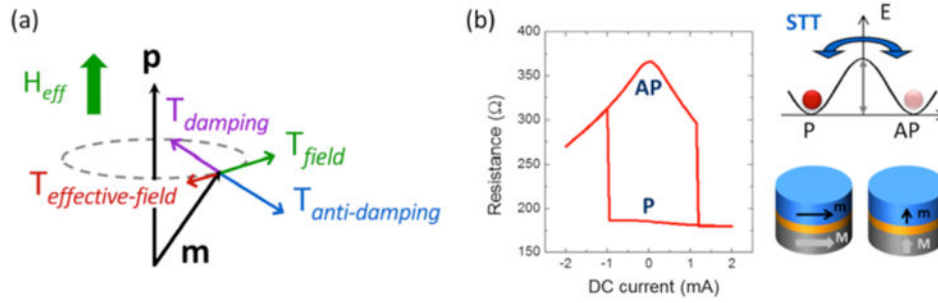 (a)
H_eff
p
T_damping
T_field
T_effective-field
T_anti-damping
m
(b)
Resistance (Ω)
400
350
300
250
200
150
AP
P
-2 -1 0 1 2
DC current (mA)
STT
E
P
AP
m
M
m
M